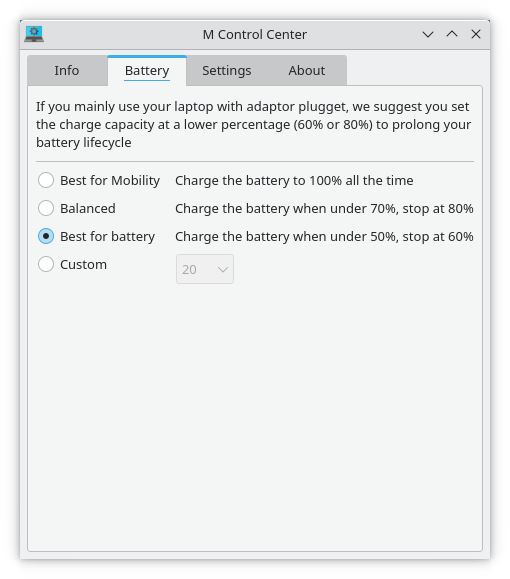 M Control Center
Info Battery Settings About
If you mainly use your laptop with adaptor plugget, we suggest you set
the charge capacity at a lower percentage (60% or 80%) to prolong your
battery lifecycle
Best for Mobility Charge the battery to 100% all the time
Balanced Charge the battery when under 70%, stop at 80%
Best for battery Charge the battery when under 50%, stop at 60%
Custom 20